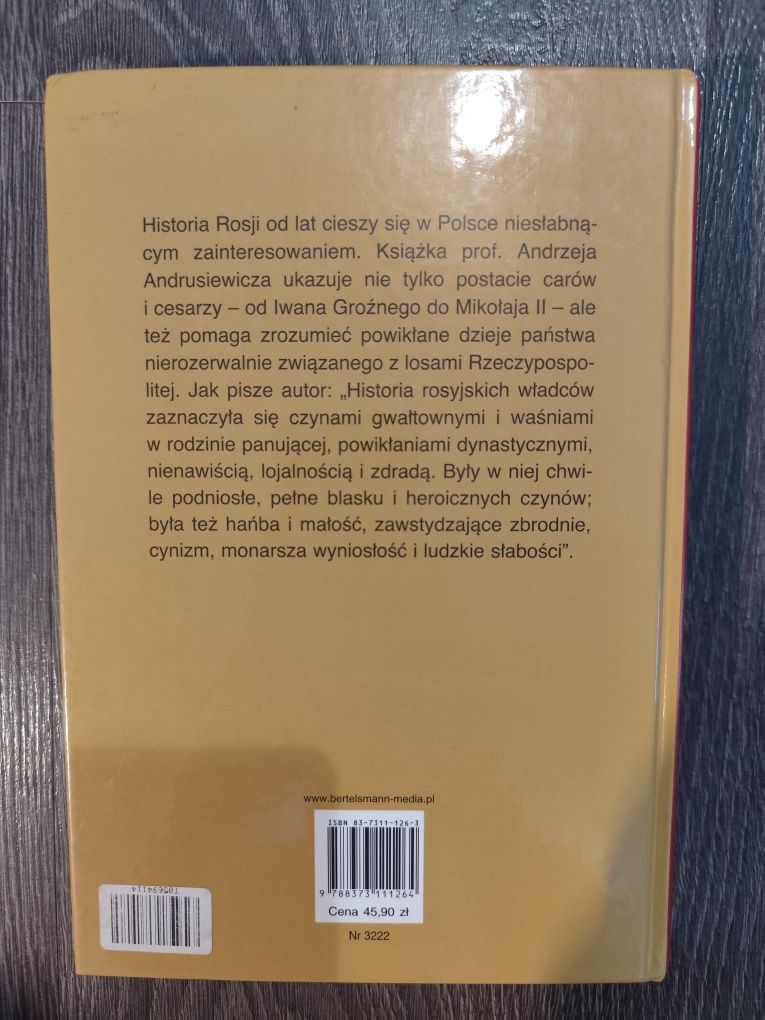 Historia Rosji od lat cieszy się w Polsce niesłabną-
cym zainteresowaniem. Książka prof. Andrzeja
Andrusiewicza ukazuje nie tylko postacie carów
i cesarzy – od Iwana Groźnego do Mikołaja II – ale
też pomaga zrozumieć powikłane dzieje państwa
nierozerwalnie związanego z losami Rzeczypospo-
litej. Jak pisze autor: „Historia rosyjskich władców
zaznaczyła się czynami gwałtownymi i waśniami
w rodzinie panującej, powikłaniami dynastycznymi,
nienawiścią, lojalnością i zdradą. Były w niej chwi-
le podniosłe, pełne blasku i heroicznych czynów;
była też hańba i małość, zawstydzające zbrodnie,
cynizm, monarsza wyniosłość i ludzkie słabości”.
www.bertelsmann-media.pl
ISBN 83-7311-126-3
9 788373 111264
Cena 45,90 zł
Nr 3222
T05694114